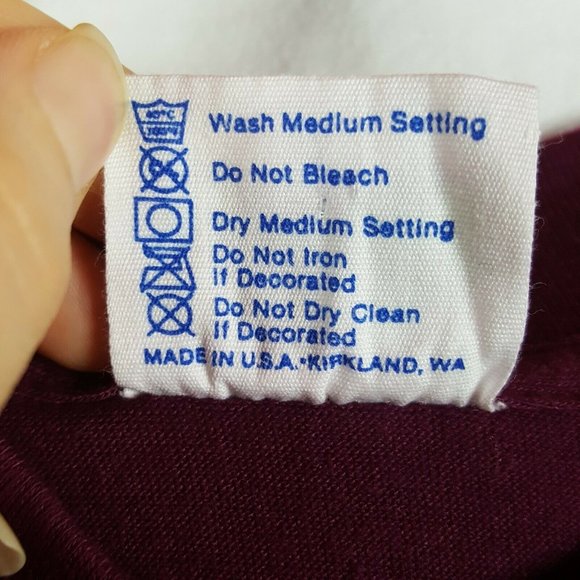 Wash Medium Setting
Do Not Bleach
Dry Medium Setting
Do Not Iron
If Decorated
Do Not Dry Clean
If Decorated
MADE IN U.S.A.•KIRKLAND, WA